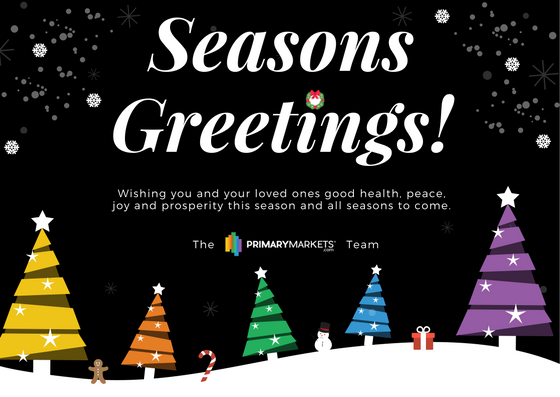 Seasons
Greetings!
Wishing you and your loved ones good health, peace,
joy and prosperity this season and all seasons to come.
The PRIMARYMARKETS .com Team